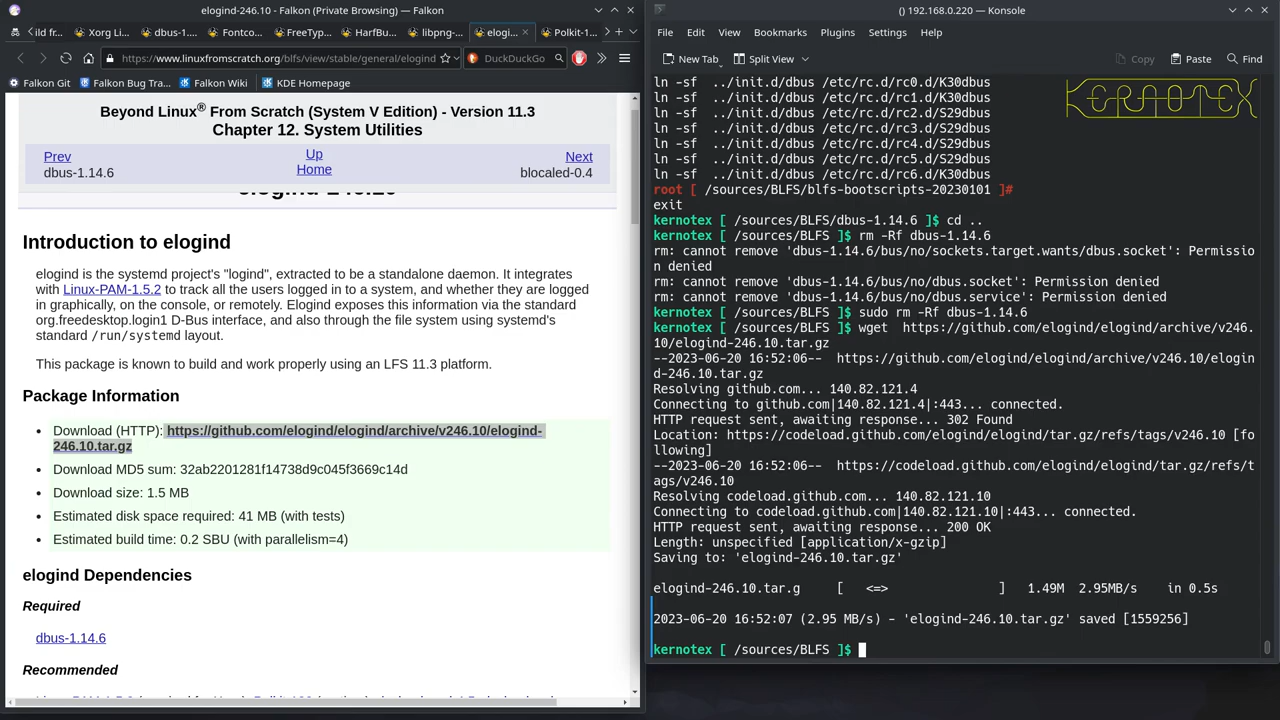 elogind-246.10 - Falkon (Private Browsing) — Falkon
ild fr...
Xorg Li...
dbus-1...
Fontco...
FreeTyp...
HarfBu...
libpng-...
elogi...
Polkit-1...
https://www.linuxfromscratch.org/blfs/view/stable/general/elogind
DuckDuckGo
Falkon Git
Falkon Bug Tra...
Falkon Wiki
KDE Homepage
Beyond Linux® From Scratch (System V Edition) - Version 11.3
Chapter 12. System Utilities
Prev
Up
Next
dbus-1.14.6
Home
blocaled-0.4
elogind-246.10
Introduction to elogind
elogind is the systemd project's "logind", extracted to be a standalone daemon. It integrates
with Linux-PAM-1.5.2 to track all the users logged in to a system, and whether they are logged
in graphically, on the console, or remotely. Elogind exposes this information via the standard
org.freedesktop.login1 D-Bus interface, and also through the file system using systemd's
standard /run/systemd layout.
This package is known to build and work properly using an LFS 11.3 platform.
Package Information
Download (HTTP): https://github.com/elogind/elogind/archive/v246.10/elogind-
246.10.tar.gz
Download MD5 sum: 32ab2201281f14738d9c045f3669c14d
Download size: 1.5 MB
Estimated disk space required: 41 MB (with tests)
Estimated build time: 0.2 SBU (with parallelism=4)
elogind Dependencies
Required
dbus-1.14.6
Recommended
() 192.168.0.220 — Konsole
File Edit View Bookmarks Plugins Settings Help
New Tab Split View Copy Paste Find
KERNOTEX
ln -sf  ../init.d/dbus /etc/rc.d/rc0.d/K30dbus
ln -sf  ../init.d/dbus /etc/rc.d/rc1.d/K30dbus
ln -sf  ../init.d/dbus /etc/rc.d/rc2.d/S29dbus
ln -sf  ../init.d/dbus /etc/rc.d/rc3.d/S29dbus
ln -sf  ../init.d/dbus /etc/rc.d/rc4.d/S29dbus
ln -sf  ../init.d/dbus /etc/rc.d/rc5.d/S29dbus
ln -sf  ../init.d/dbus /etc/rc.d/rc6.d/K30dbus
root [ /sources/BLFS/blfs-bootscripts-20230101 ]#
exit
kernotex [ /sources/BLFS/dbus-1.14.6 ]$ cd ..
kernotex [ /sources/BLFS ]$ rm -Rf dbus-1.14.6
rm: cannot remove 'dbus-1.14.6/bus/no/sockets.target.wants/dbus.socket': Permissio
n denied
rm: cannot remove 'dbus-1.14.6/bus/no/dbus.socket': Permission denied
rm: cannot remove 'dbus-1.14.6/bus/no/dbus.service': Permission denied
kernotex [ /sources/BLFS ]$ sudo rm -Rf dbus-1.14.6
kernotex [ /sources/BLFS ]$ wget  https://github.com/elogind/elogind/archive/v246.
10/elogind-246.10.tar.gz
--2023-06-20 16:52:06--  https://github.com/elogind/elogind/archive/v246.10/elogin
d-246.10.tar.gz
Resolving github.com... 140.82.121.4
Connecting to github.com|140.82.121.4|:443... connected.
HTTP request sent, awaiting response... 302 Found
Location: https://codeload.github.com/elogind/elogind/tar.gz/refs/tags/v246.10 [fo
llowing]
--2023-06-20 16:52:06--  https://codeload.github.com/elogind/elogind/tar.gz/refs/t
ags/v246.10
Resolving codeload.github.com... 140.82.121.10
Connecting to codeload.github.com|140.82.121.10|:443... connected.
HTTP request sent, awaiting response... 200 OK
Length: unspecified [application/x-gzip]
Saving to: 'elogind-246.10.tar.gz'
elogind-246.10.tar.g     [   <=>              ]   1.49M  2.95MB/s    in 0.5s
2023-06-20 16:52:07 (2.95 MB/s) - 'elogind-246.10.tar.gz' saved [1559256]
kernotex [ /sources/BLFS ]$